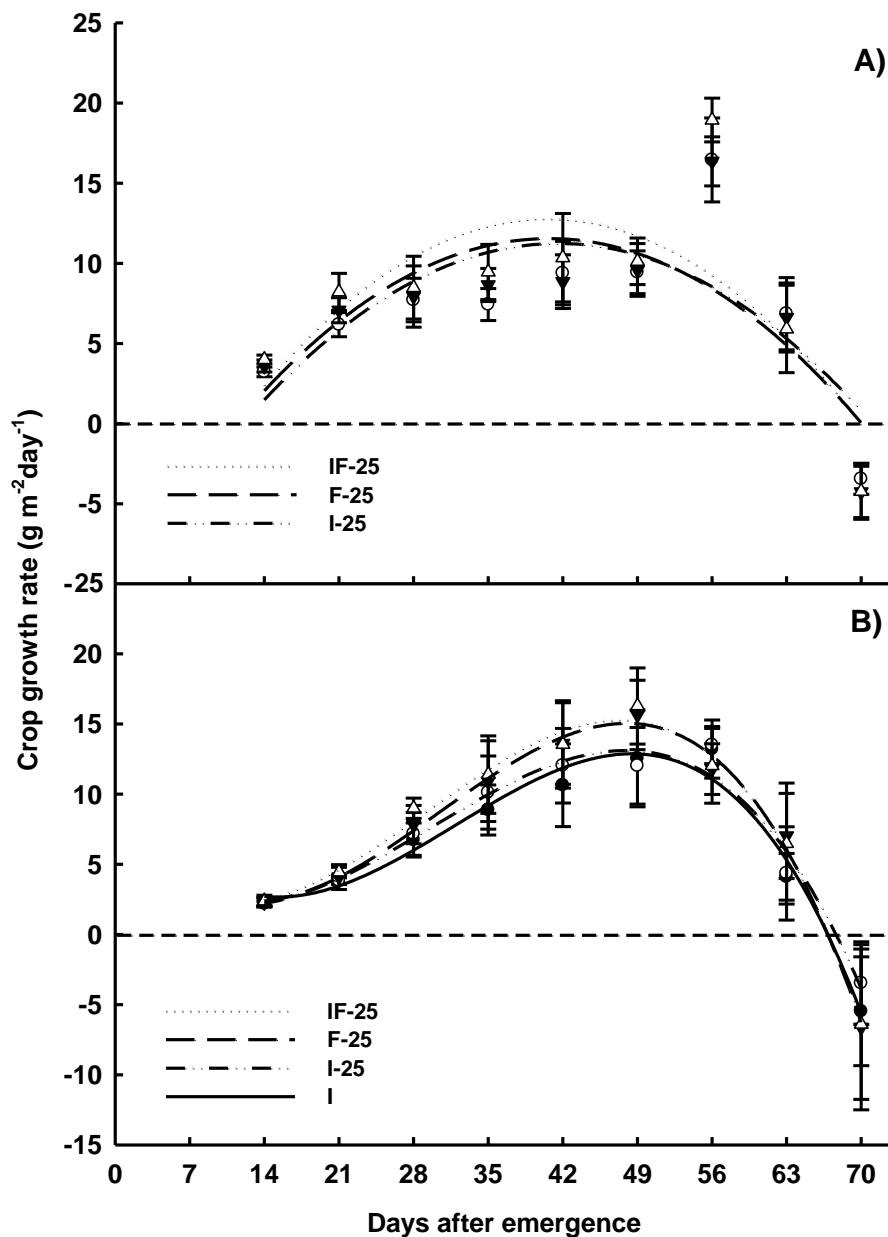 25
A)
20
15
10
5
0
-5
IF-25
F-25
I-25
Crop growth rate (g m⁻²day⁻¹)
-25
B)
20
15
10
5
0
-5
-10
-15
IF-25
F-25
I-25
I
0 7 14 21 28 35 42 49 56 63 70
Days after emergence